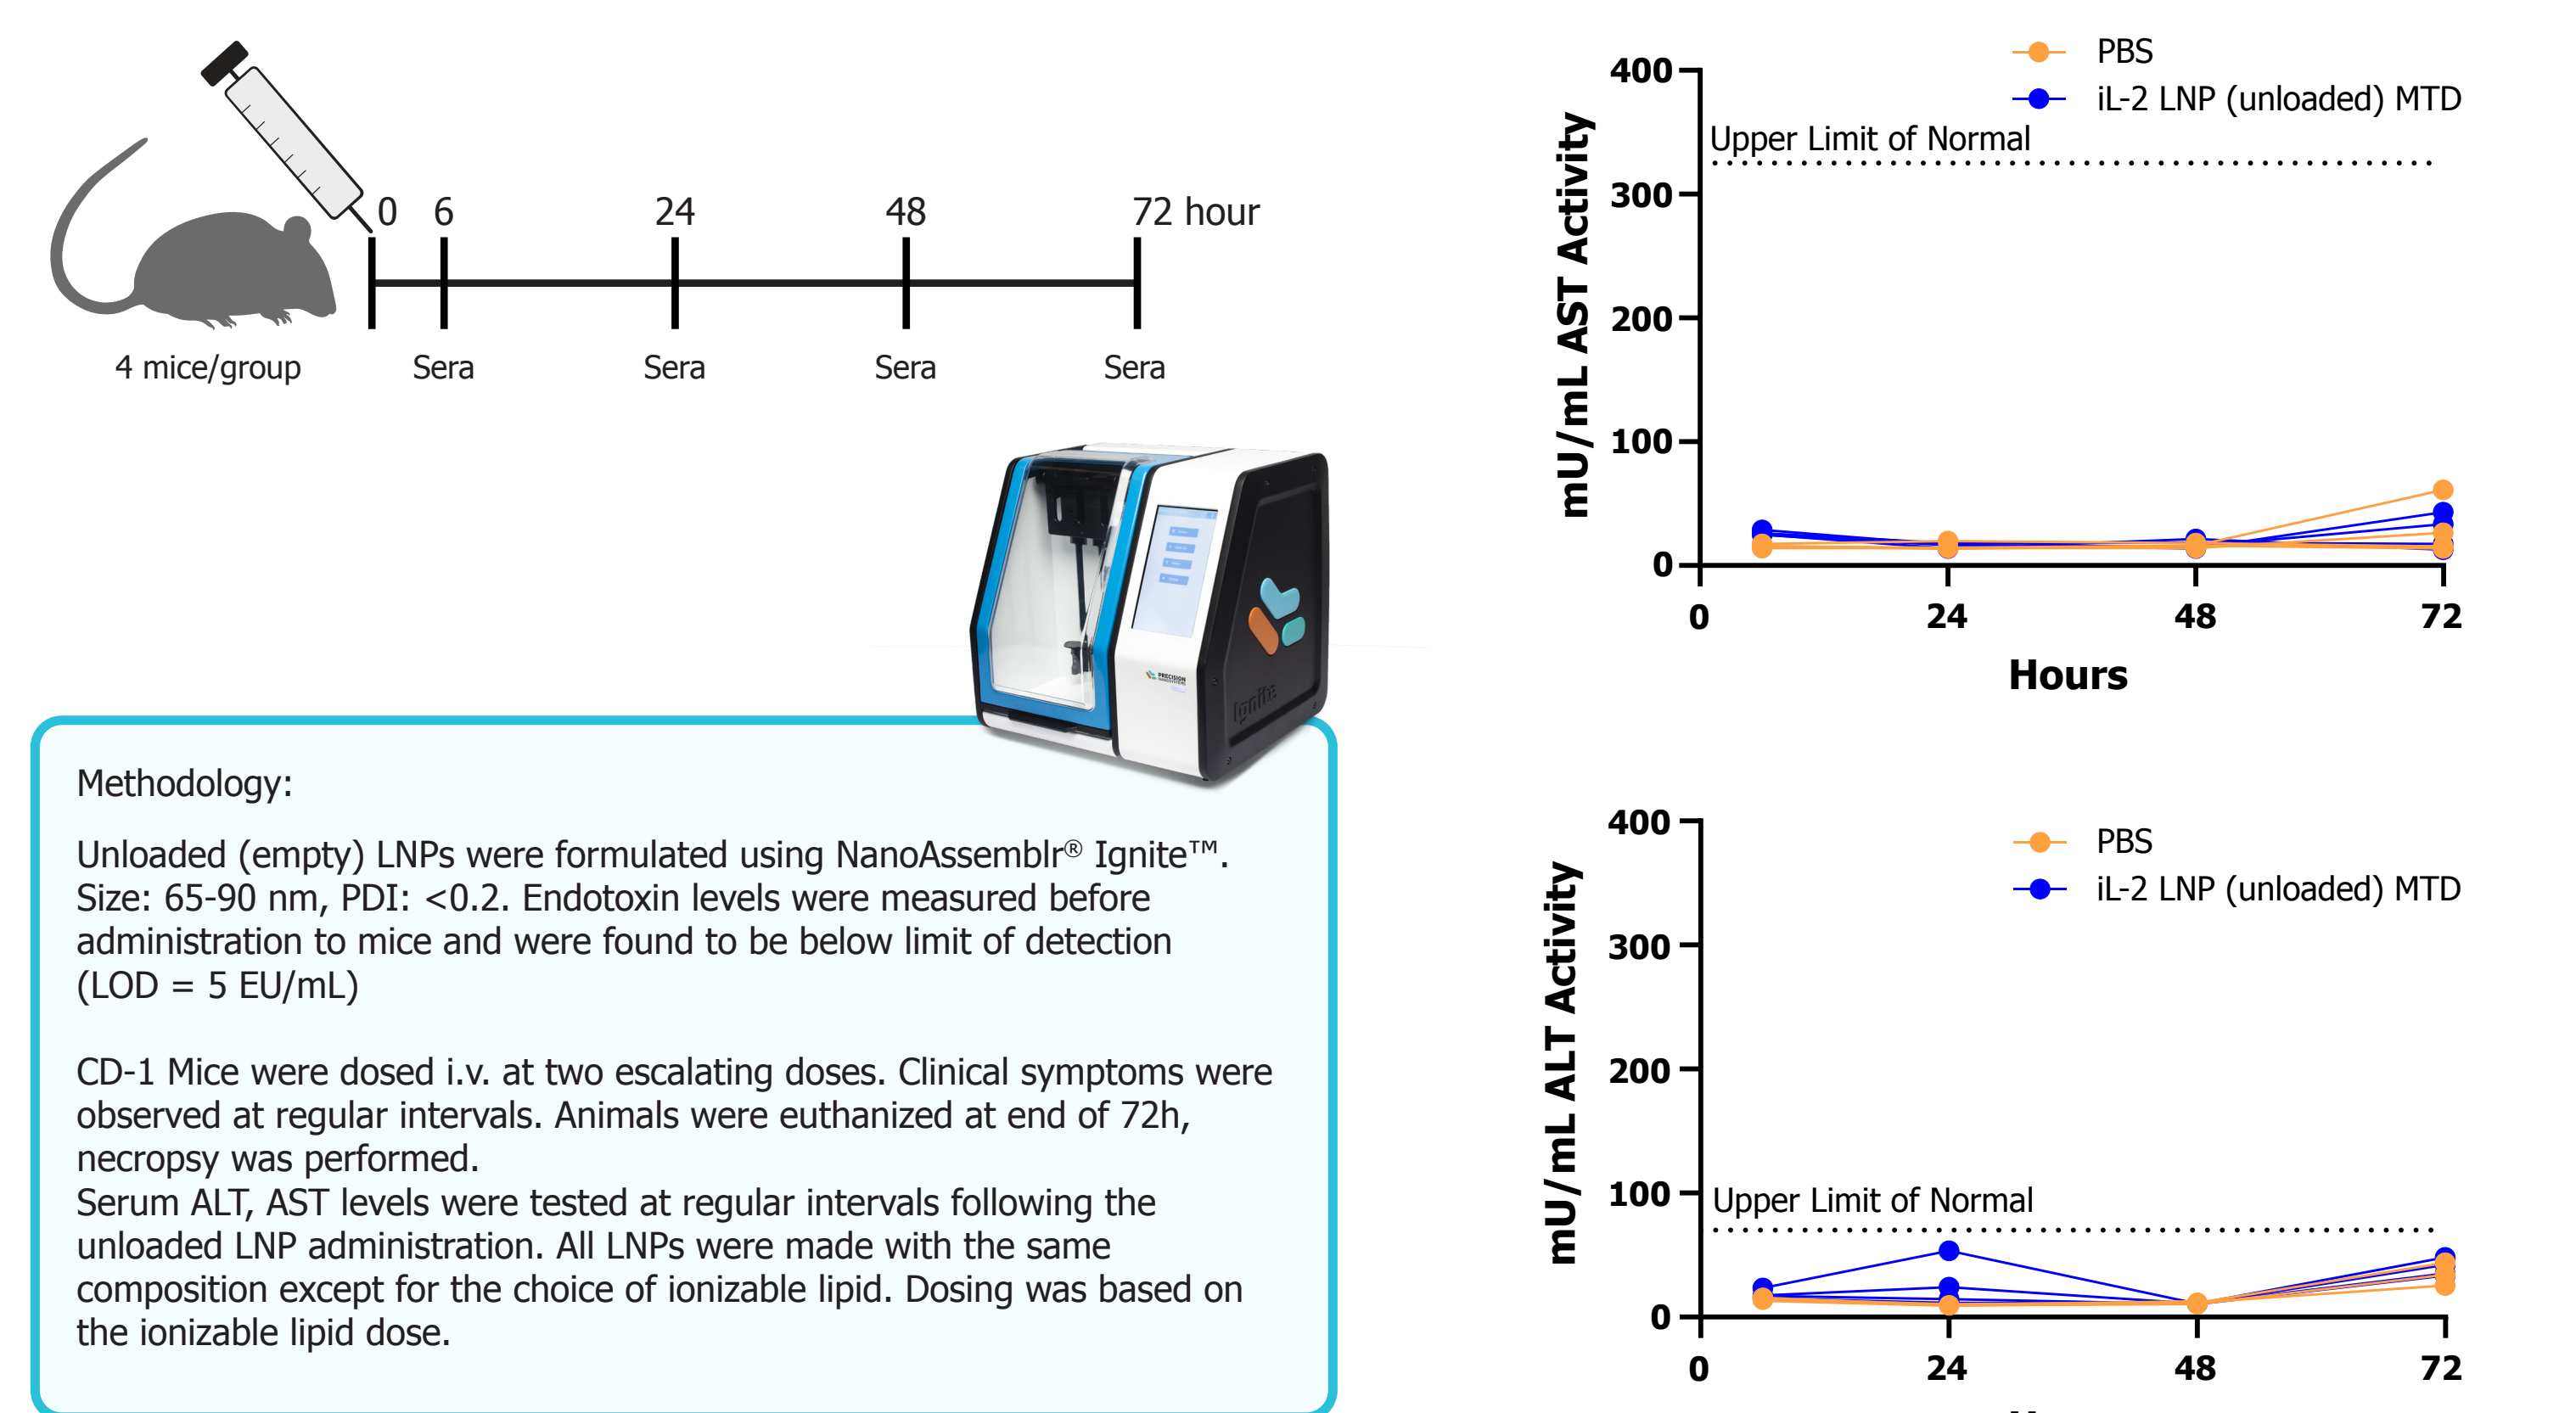 0 6 24 48 72 hour
4 mice/group Sera Sera Sera Sera
PRECISION
NANOSYSTEMS
ignite
Methodology:
Unloaded (empty) LNPs were formulated using NanoAssemblr® Ignite™.
Size: 65-90 nm, PDI: <0.2. Endotoxin levels were measured before
administration to mice and were found to be below limit of detection
(LOD = 5 EU/mL)
CD-1 Mice were dosed i.v. at two escalating doses. Clinical symptoms were
observed at regular intervals. Animals were euthanized at end of 72h,
necropsy was performed.
Serum ALT, AST levels were tested at regular intervals following the
unloaded LNP administration. All LNPs were made with the same
composition except for the choice of ionizable lipid. Dosing was based on
the ionizable lipid dose.
PBS
iL-2 LNP (unloaded) MTD
Upper Limit of Normal
mU/mL AST Activity
400
300
200
100
0
0 24 48 72
Hours
PBS
iL-2 LNP (unloaded) MTD
Upper Limit of Normal
mU/mL ALT Activity
400
300
200
100
0
0 24 48 72